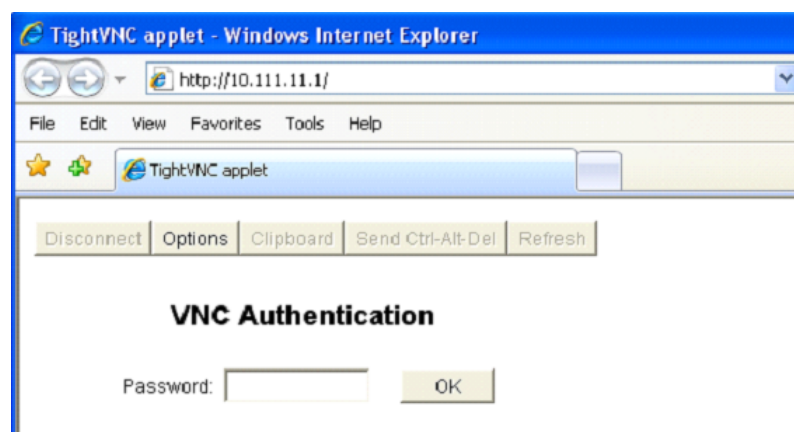 TightVNC applet - Windows Internet Explorer
http://10.111.11.1/
File Edit View Favorites Tools Help
TightVNC applet
Disconnect Options Clipboard Send Ctrl-Alt-Del Refresh
VNC Authentication
Password: OK